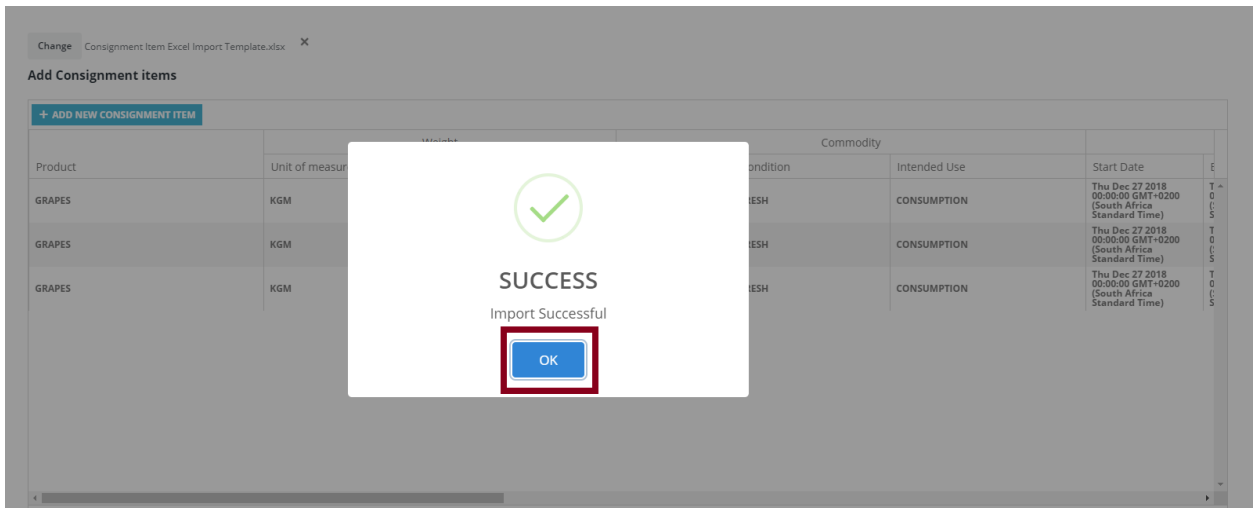 Change Consignment Item Excel Import Template.xlsx ×
Add Consignment items
+ ADD NEW CONSIGNMENT ITEM
Weight Commodity
Product Unit of measur ondition Intended Use Start Date E
GRAPES KGM RESH CONSUMPTION Thu Dec 27 2018
00:00:00 GMT+0200
(South Africa
Standard Time)
GRAPES KGM RESH CONSUMPTION Thu Dec 27 2018
00:00:00 GMT+0200
(South Africa
Standard Time)
GRAPES KGM RESH CONSUMPTION Thu Dec 27 2018
00:00:00 GMT+0200
(South Africa
Standard Time)
SUCCESS
Import Successful
OK